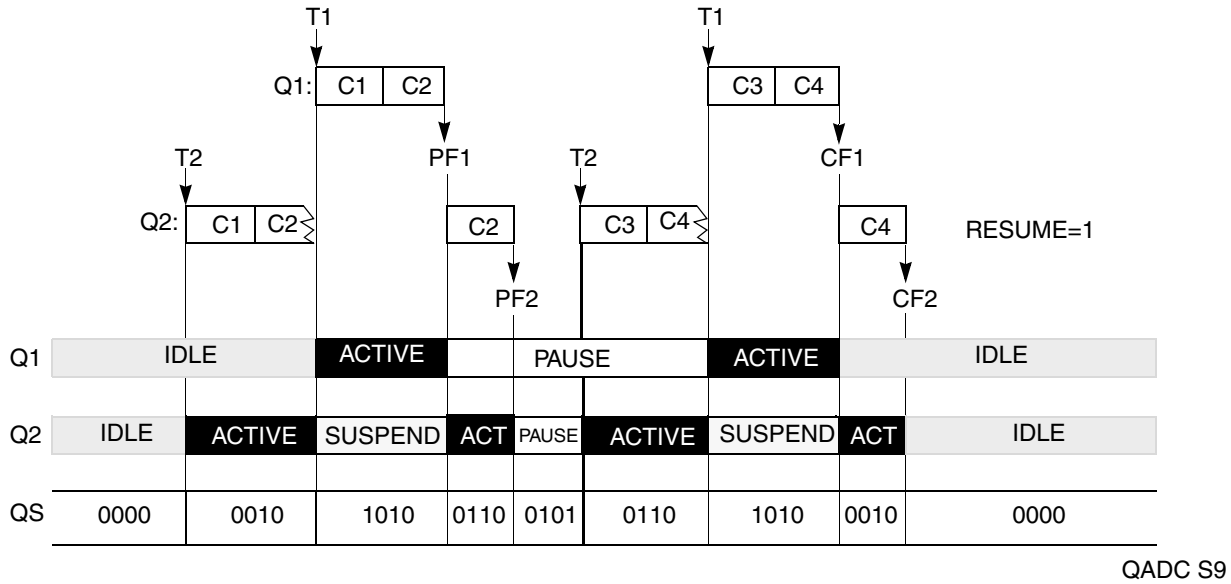 T1 T1
Q1: C1 C2 C3 C4
T2 PF1 T2 CF1
Q2: C1 C2 C2 C3 C4 C4 RESUME=1
PF2 CF2
Q1 IDLE ACTIVE PAUSE ACTIVE IDLE
Q2 IDLE ACTIVE SUSPEND ACT PAUSE ACTIVE SUSPEND ACT IDLE
QS 0000 0010 1010 0110 0101 0110 1010 0010 0000
QADC S9